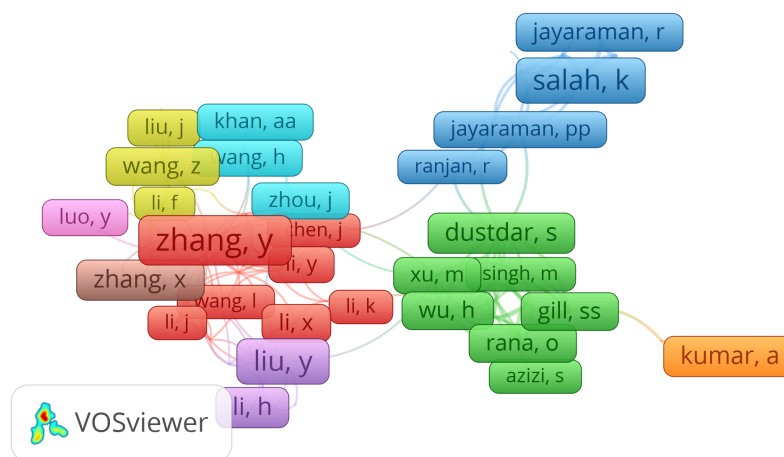 jayaraman, r
salah, k
liu, j
khan, aa
jayaraman, pp
wang, z
wang, h
ranjan, r
li, f
zhou, j
luo, y
zhang, y
chen, j
dustdar, s
zhang, x
li, y
xu, m
singh, m
wang, l
li, k
wu, h
gill, ss
li, j
li, x
rana, o
liu, y
kumar, a
azizi, s
li, h
VOSviewer